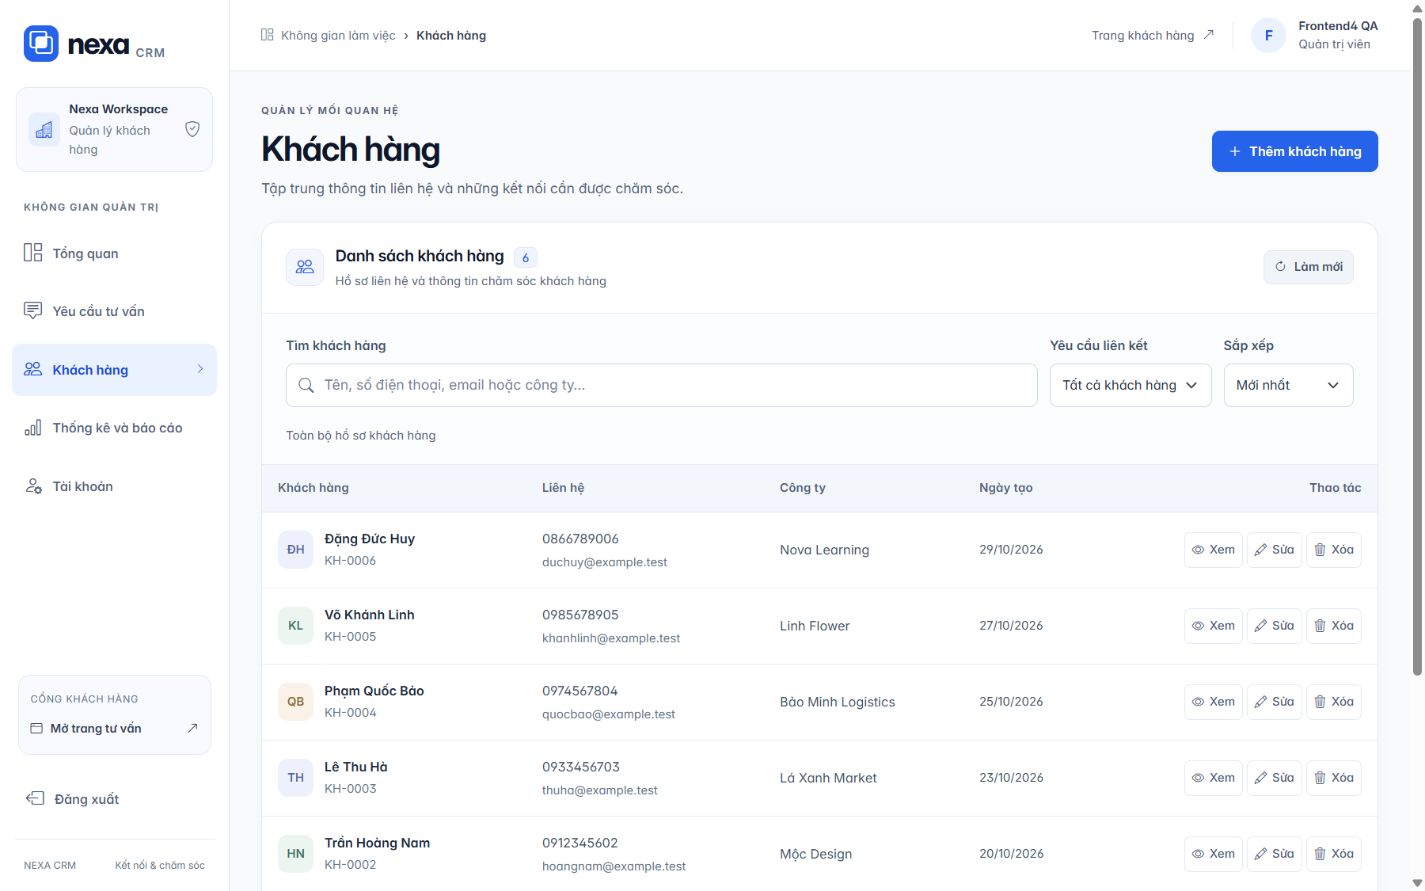 nexa CRM
Không gian làm việc › Khách hàng
Trang khách hàng
F
Frontend4 QA
Quản trị viên
Nexa Workspace
Quản lý khách
hàng
KHÔNG GIAN QUẢN TRỊ
Tổng quan
Yêu cầu tư vấn
Khách hàng
Thống kê và báo cáo
Tài khoản
CỔNG KHÁCH HÀNG
Mở trang tư vấn
Đăng xuất
NEXA CRM
Kết nối & chăm sóc
QUẢN LÝ MỐI QUAN HỆ
Khách hàng
Tập trung thông tin liên hệ và những kết nối cần được chăm sóc.
+ Thêm khách hàng
Danh sách khách hàng 6
Hồ sơ liên hệ và thông tin chăm sóc khách hàng
Làm mới
Tìm khách hàng
Yêu cầu liên kết
Sắp xếp
Tên, số điện thoại, email hoặc công ty...
Tất cả khách hàng
Mới nhất
Toàn bộ hồ sơ khách hàng
Khách hàng Liên hệ Công ty Ngày tạo Thao tác
ĐH Đặng Đức Huy 0866789006 Nova Learning 29/10/2026 Xem Sửa Xóa
KH-0006 duchuy@example.test
KL Võ Khánh Linh 0985678905 Linh Flower 27/10/2026 Xem Sửa Xóa
KH-0005 khanhlinh@example.test
QB Phạm Quốc Bảo 0974567804 Bảo Minh Logistics 25/10/2026 Xem Sửa Xóa
KH-0004 quocbao@example.test
TH Lê Thu Hà 0933456703 Lá Xanh Market 23/10/2026 Xem Sửa Xóa
KH-0003 thuha@example.test
HN Trần Hoàng Nam 0912345602 Mộc Design 20/10/2026 Xem Sửa Xóa
KH-0002 hoangnam@example.test